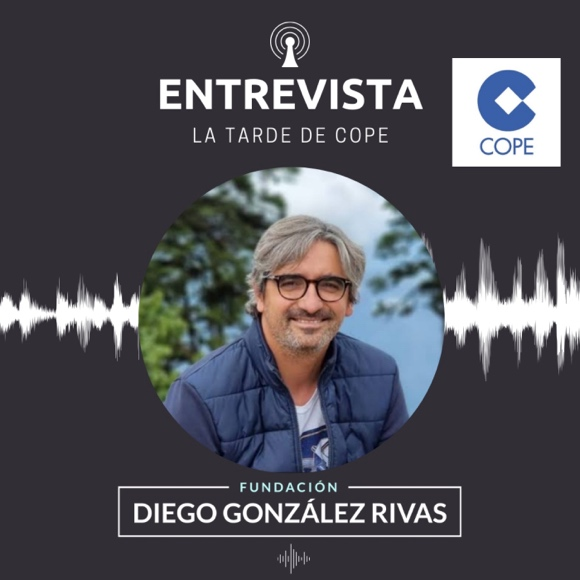 ENTREVISTA
LA TARDE DE COPE
COPE
FUNDACIÓN
DIEGO GONZÁLEZ RIVAS